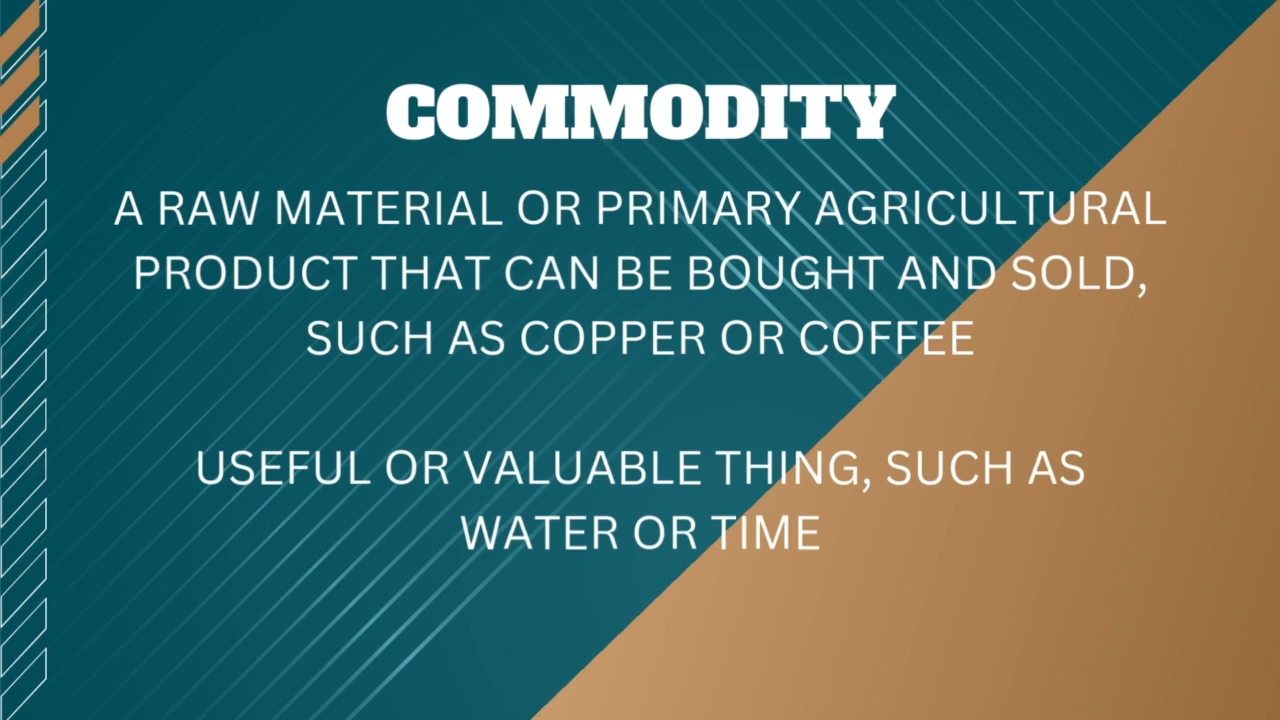 COMMODITY
A RAW MATERIAL OR PRIMARY AGRICULTURAL
PRODUCT THAT CAN BE BOUGHT AND SOLD,
SUCH AS COPPER OR COFFEE
USEFUL OR VALUABLE THING, SUCH AS
WATER OR TIME